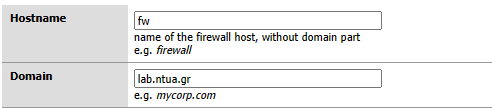 Hostname
fw
name of the firewall host, without domain part
e.g. firewall
Domain
lab.ntua.gr
e.g. mycorp.com